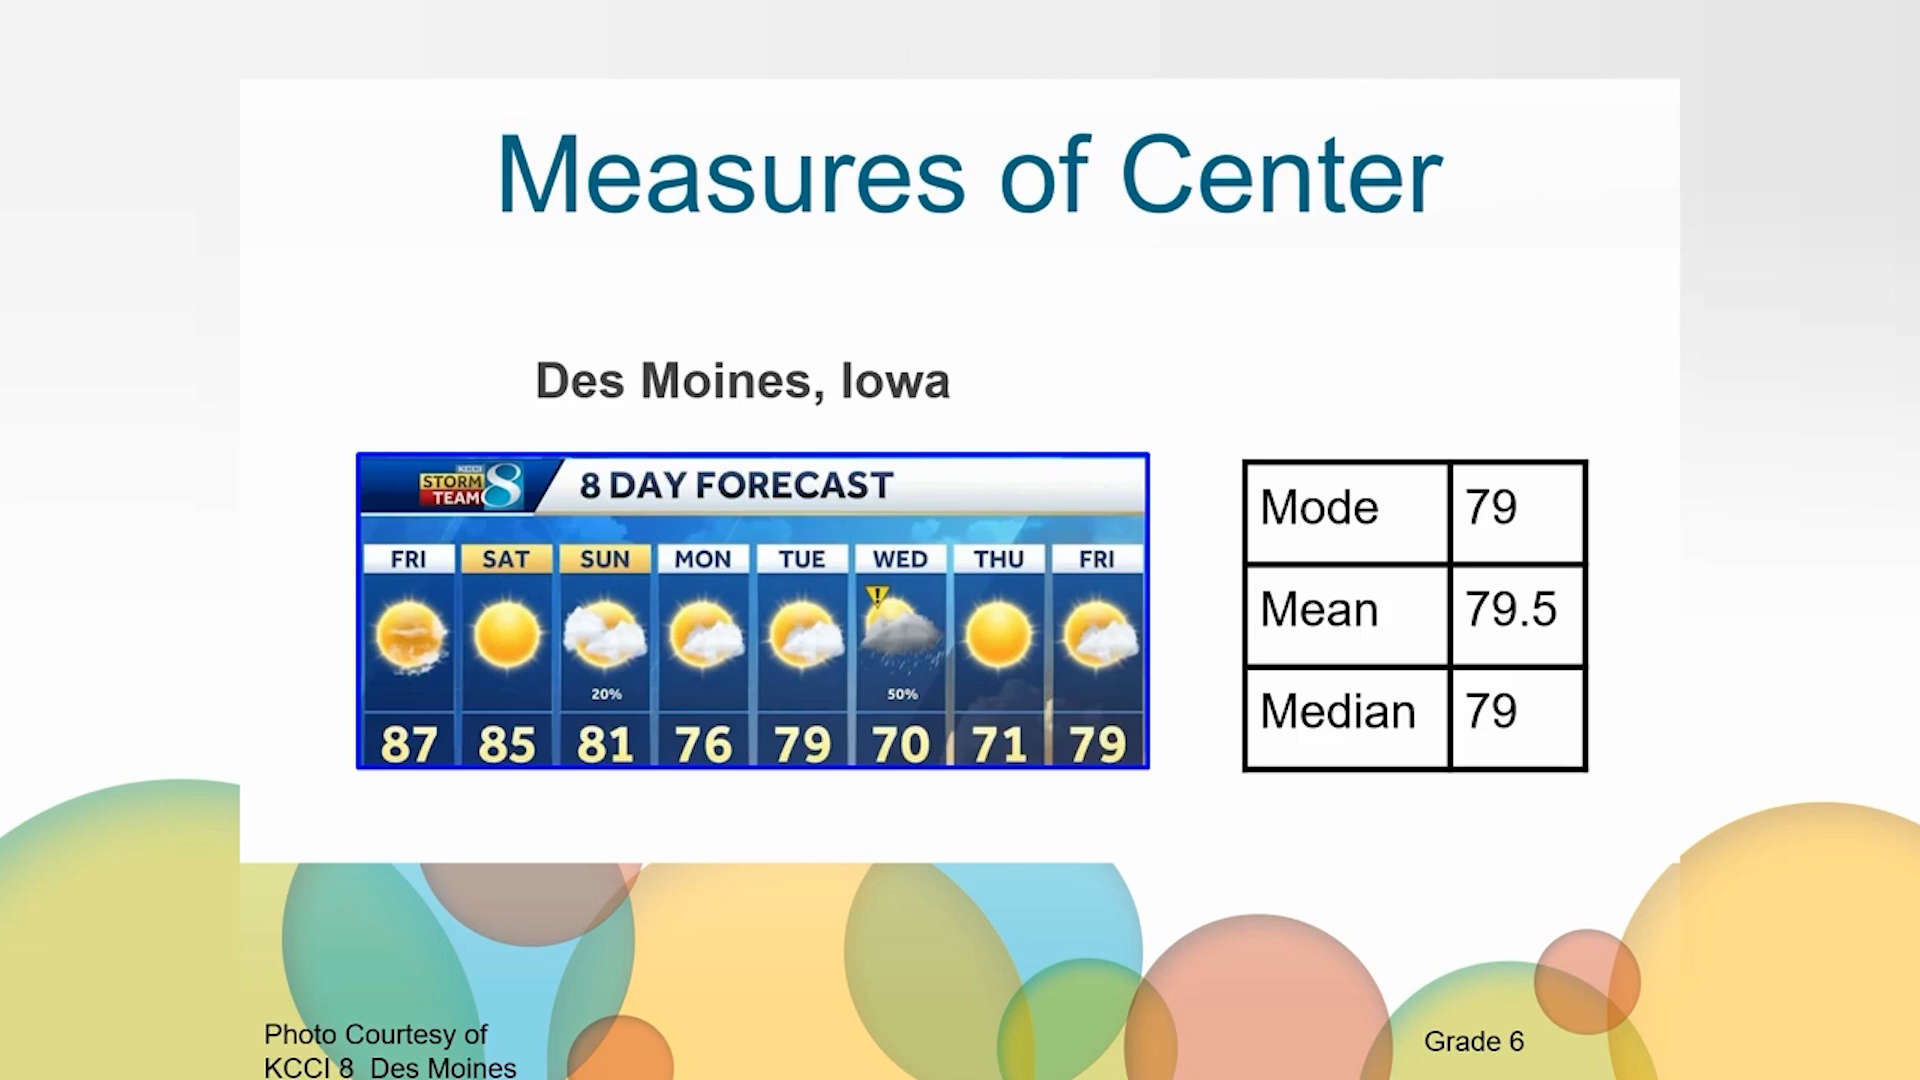 Measures of Center
Des Moines, Iowa
KCCI
STORM
TEAM 8
8 DAY FORECAST
FRI SAT SUN MON TUE WED THU FRI
!
20% 50%
87 85 81 76 79 70 71 79
Mode 79
Mean 79.5
Median 79
Photo Courtesy of
KCCI 8 Des Moines
Grade 6